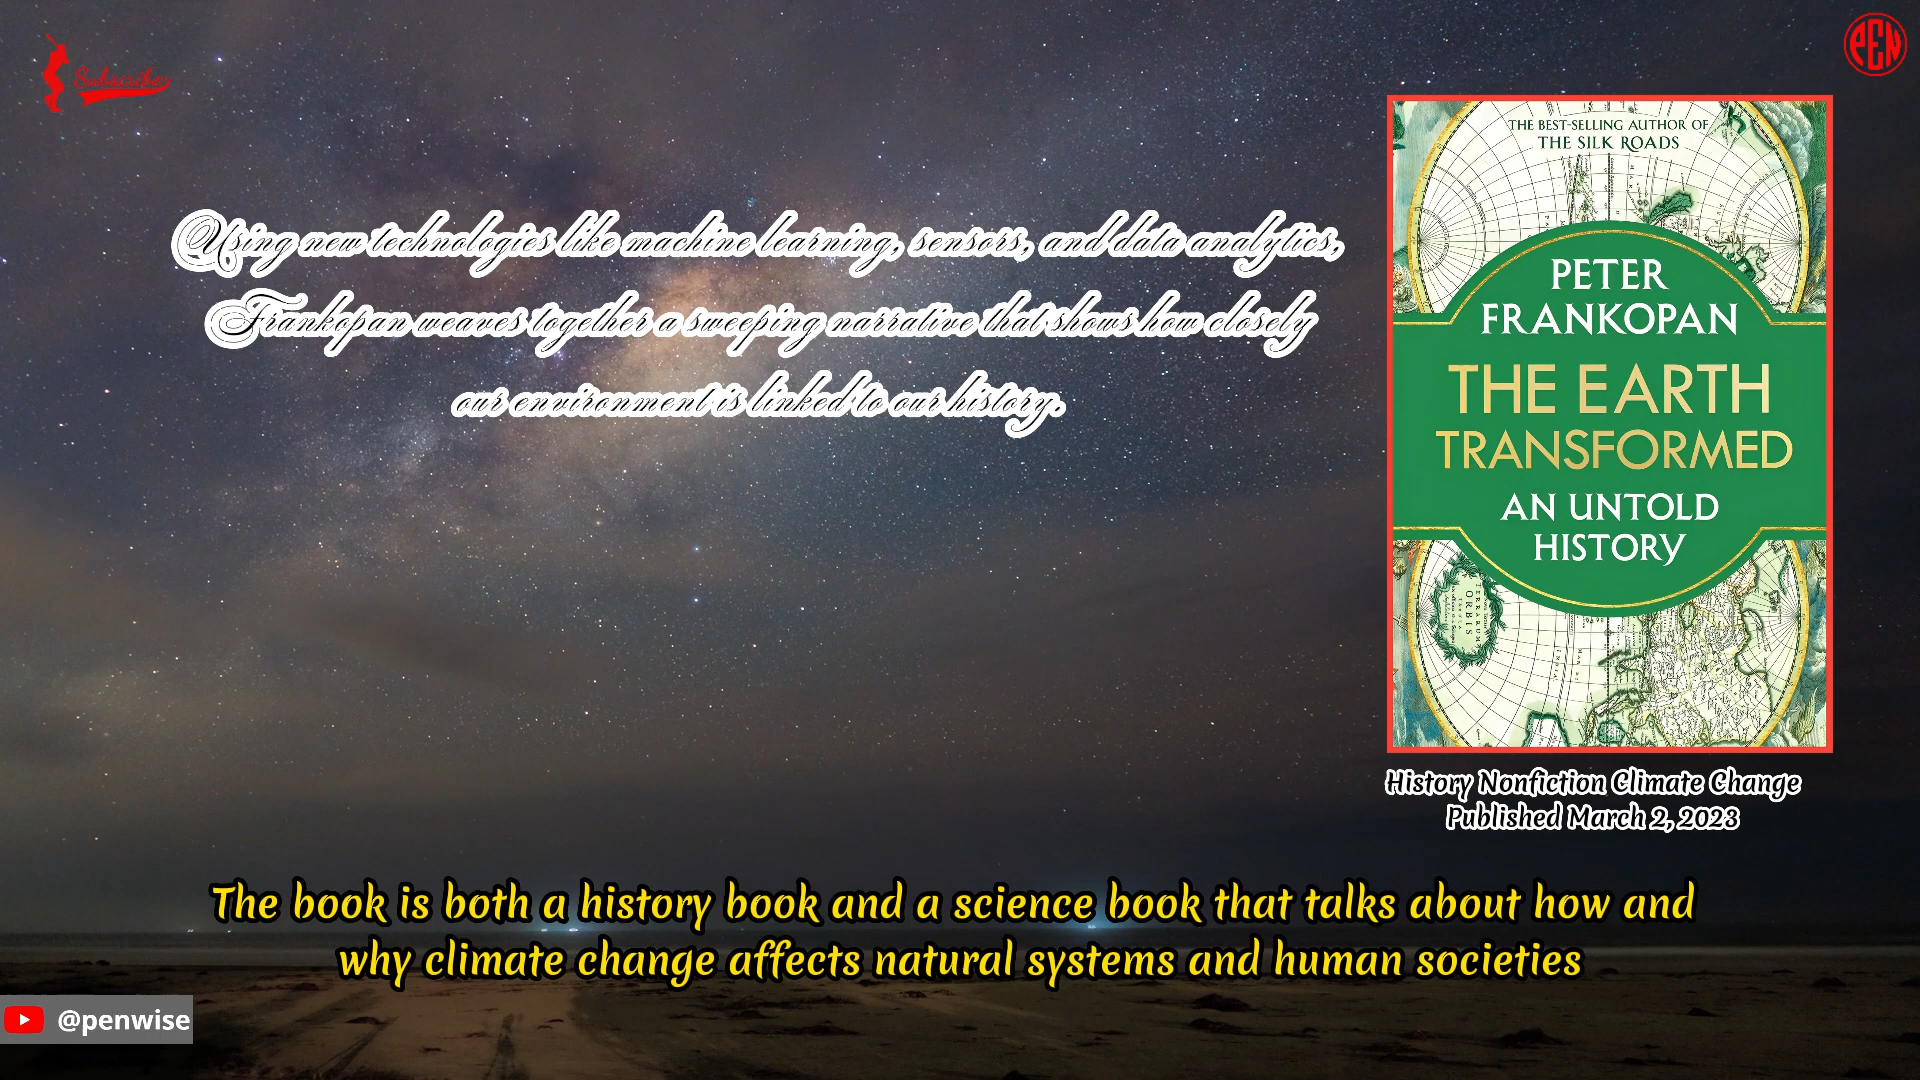 Subscribe
PEN
Using new technologies like machine learning, sensors, and data analytics,
Frankopan weaves together a sweeping narrative that shows how closely
our environment is linked to our history.
THE BEST-SELLING AUTHOR OF
THE SILK ROADS
PETER
FRANKOPAN
THE EARTH
TRANSFORMED
AN UNTOLD
HISTORY
ORBIS
History Nonfiction Climate Change
Published March 2, 2023
The book is both a history book and a science book that talks about how and
why climate change affects natural systems and human societies
@penwise